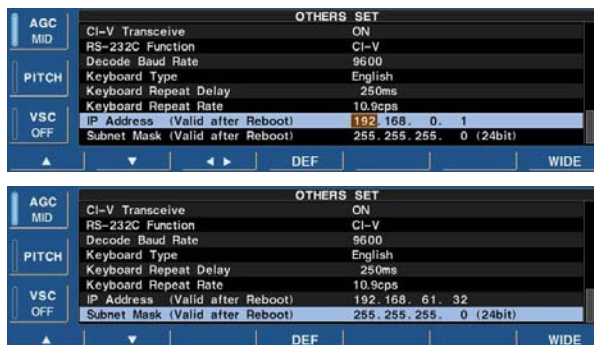 OTHERS SET
AGC
MID
PITCH
VSC
OFF
CI-V Transceive ON
RS-232C Function CI-V
Decode Baud Rate 9600
Keyboard Type English
Keyboard Repeat Delay 250ms
Keyboard Repeat Rate 10.9cps
IP Address (Valid after Reboot) 192.168. 0. 1
Subnet Mask (Valid after Reboot) 255.255.255. 0 (24bit)
▲ ▼ ◀ ▶ DEF WIDE
OTHERS SET
AGC
MID
PITCH
VSC
OFF
CI-V Transceive ON
RS-232C Function CI-V
Decode Baud Rate 9600
Keyboard Type English
Keyboard Repeat Delay 250ms
Keyboard Repeat Rate 10.9cps
IP Address (Valid after Reboot) 192.168. 61. 32
Subnet Mask (Valid after Reboot) 255.255.255. 0 (24bit)
▲ ▼ DEF WIDE